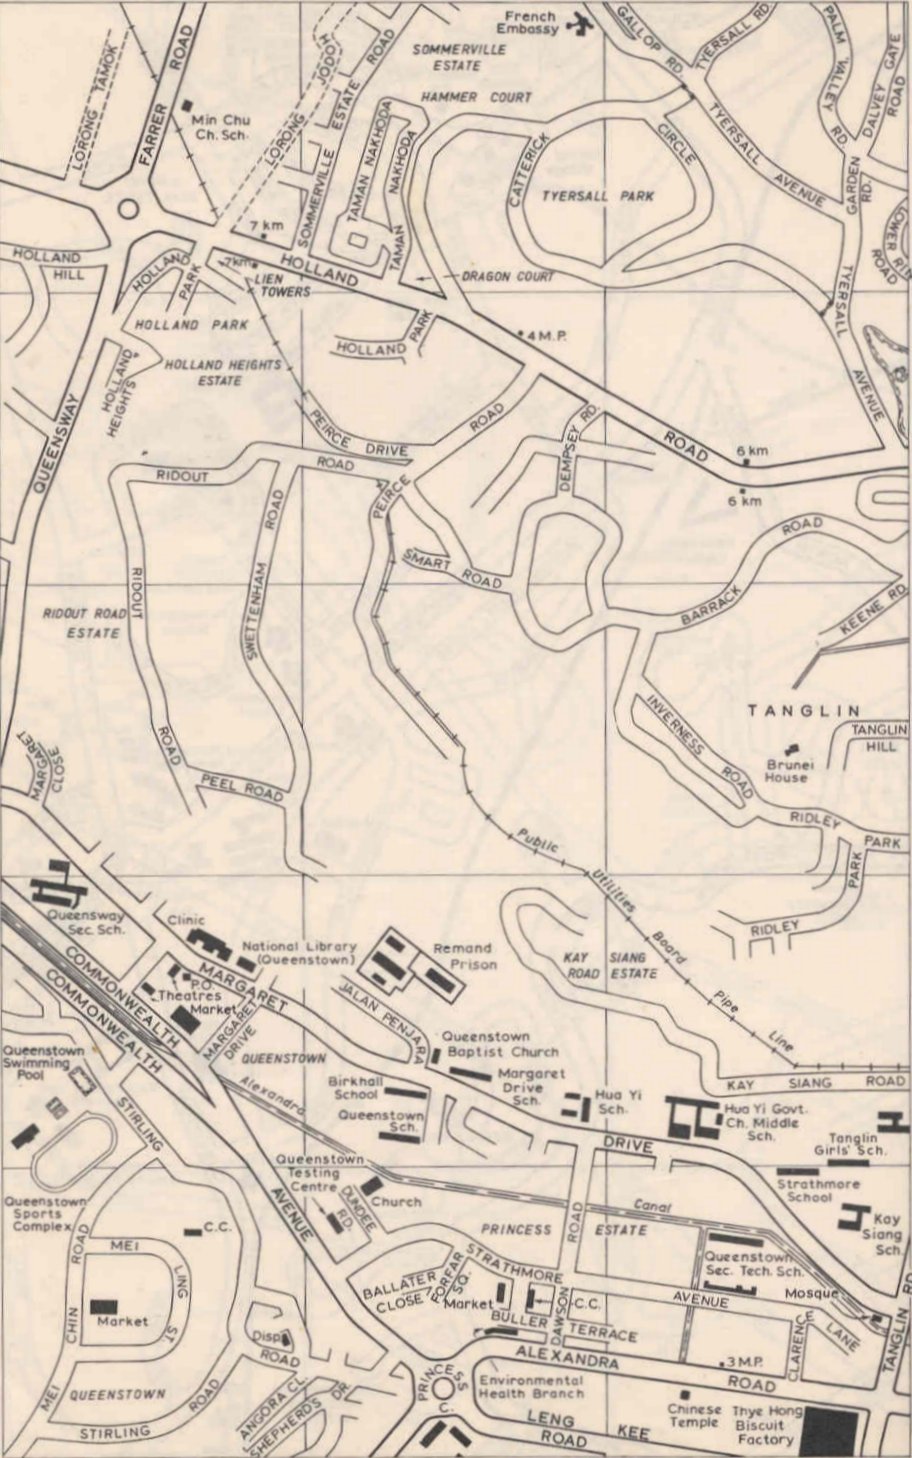 French
Embassy
GALLOP
RD.
TYERSALL RD.
PALM VALLEY RD.
DALVEY GATE
ROAD
SOMMERVILLE
ESTATE
HAMMER COURT
LORONG TAMOK
FARRER ROAD
Min Chu
Ch. Sch.
LORONG JODO
SOMMERVILLE ESTATE ROAD
TAMAN NAKHODA
TAMAN NAKHODA
CATTERICK
CIRCLE
TYERSALL PARK
TYERSALL AVENUE
GARDEN
RD.
LOWER
ROAD
7 km
7km
HOLLAND
HILL
HOLLAND
PARK
LIEN
TOWERS
HOLLAND
DRAGON COURT
TYERSALL AVENUE
HOLLAND PARK
HOLLAND PARK
4 M.P.
HOLLAND HEIGHTS
ESTATE
HOLLAND
HEIGHTS
QUEENSWAY
PEIRCE DRIVE
ROAD
DEMPSEY RD.
ROAD
6 km
6 km
RIDOUT
ROAD
PEIRCE
ROAD
SMART ROAD
BARRACK
ROAD
KEENE RD.
RIDOUT
SWETTENHAM
RIDOUT ROAD
ESTATE
TANGLIN
TANGLIN
HILL
Brunei
House
INVERNESS
ROAD
ROAD
PEEL ROAD
MARGARET
CLOSE
RIDLEY
PARK
PARK
RIDLEY
Public
Utilities
Board
Pipe
Line
Queensway
Sec. Sch.
Clinic
National Library
(Queenstown)
Remand
Prison
KAY SIANG
ROAD ESTATE
COMMONWEALTH
COMMONWEALTH
P.O.
Theatres
Market
MARGARET
MARGARET
DRIVE
JALAN PENJARA
QUEENSTOWN
Queenstown
Baptist Church
Queenstown
Swimming
Pool
Alexandra
Birkhall
School
Queenstown
Sch.
Margaret
Drive
Sch.
Hua Yi
Sch.
KAY SIANG ROAD
Hua Yi Govt.
Ch. Middle
Sch.
Tanglin
Girls' Sch.
STIRLING
DRIVE
Queenstown
Testing
Centre
DUNDEE
RD.
Church
Strathmore
School
Canal
Queenstown
Sports
Complex
C.C.
AVENUE
PRINCESS ESTATE
ROAD
Kay
Siang
Sch.
Queenstown
Sec. Tech. Sch.
ROAD
MEI
LING
ST.
CHIN
MEI
Market
BALLATER
CLOSE
FORFAR
SQ.
STRATHMORE
AVENUE
Market
C.C.
DAWSON
Mosque
CLARENCE
LANE
TANGLIN RD.
BULLER TERRACE
Disp.
ROAD
ALEXANDRA
ROAD
3 M.P.
PRINCESS
C.
Environmental
Health Branch
QUEENSTOWN
STIRLING
ROAD
ANGORA CL.
SHEPHERDS DR.
LENG
KEE
ROAD
Chinese
Temple
Thye Hong
Biscuit
Factory